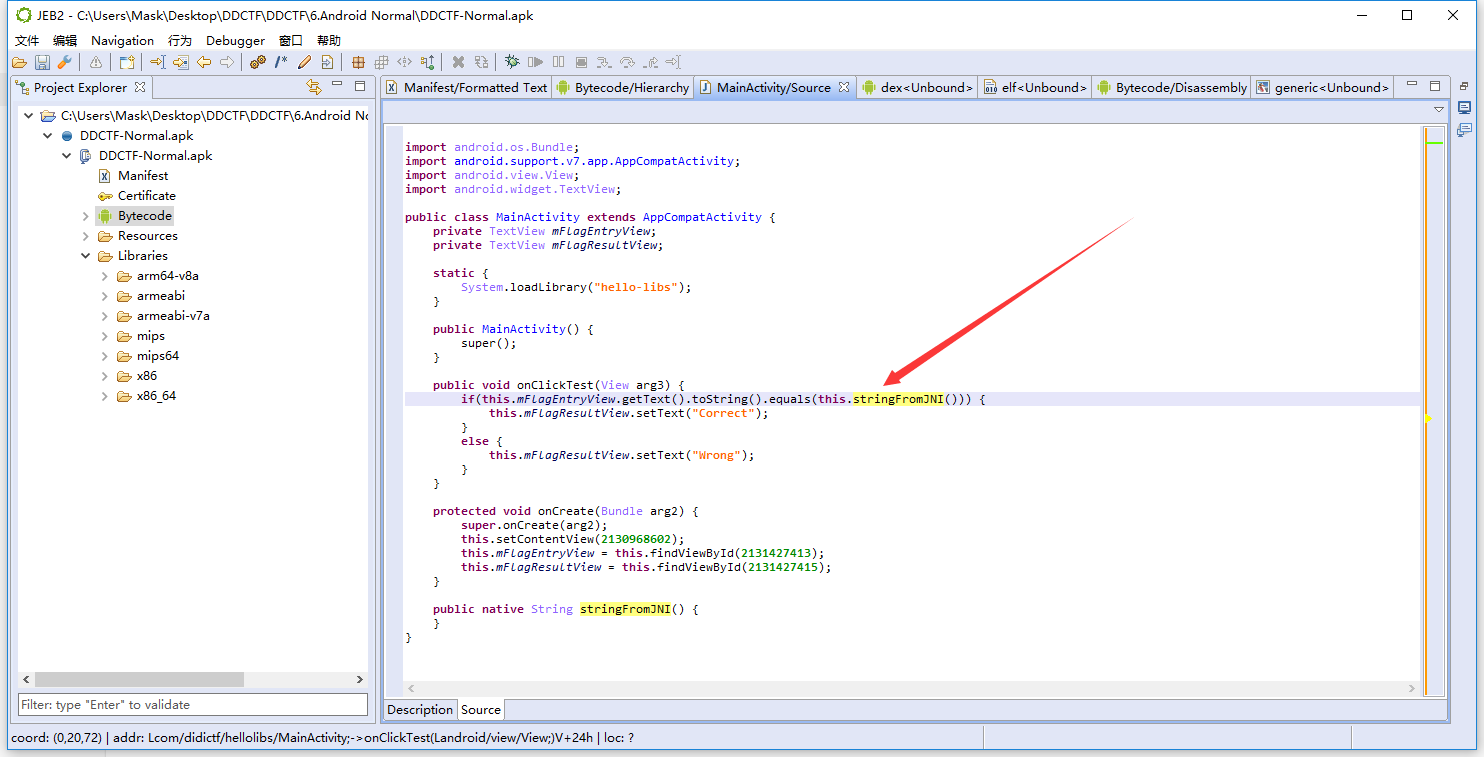 JEB2 - C:\Users\Mask\Desktop\DDCTF\DDCTF\6.Android Normal\DDCTF-Normal.apk
文件 编辑 Navigation 行为 Debugger 窗口 帮助
Project Explorer
Manifest/Formatted Text Bytecode/Hierarchy MainActivity/Source dex<Unbound> elf<Unbound> Bytecode/Disassembly generic<Unbound>
C:\Users\Mask\Desktop\DDCTF\DDCTF\6.Android No
DDCTF-Normal.apk
DDCTF-Normal.apk
Manifest
Certificate
Bytecode
Resources
Libraries
arm64-v8a
armeabi
armeabi-v7a
mips
mips64
x86
x86_64
Filter: type "Enter" to validate
import android.os.Bundle;
import android.support.v7.app.AppCompatActivity;
import android.view.View;
import android.widget.TextView;
public class MainActivity extends AppCompatActivity {
private TextView mFlagEntryView;
private TextView mFlagResultView;
static {
System.loadLibrary("hello-libs");
}
public MainActivity() {
super();
}
public void onClickTest(View arg3) {
if(this.mFlagEntryView.getText().toString().equals(this.stringFromJNI())) {
this.mFlagResultView.setText("Correct");
}
else {
this.mFlagResultView.setText("Wrong");
}
}
protected void onCreate(Bundle arg2) {
super.onCreate(arg2);
this.setContentView(2130968602);
this.mFlagEntryView = this.findViewById(2131427413);
this.mFlagResultView = this.findViewById(2131427415);
}
public native String stringFromJNI() {
}
}
Description Source
coord: (0,20,72) | addr: Lcom/didictf/hellolibs/MainActivity;->onClickTest(Landroid/view/View;)V+24h | loc: ?